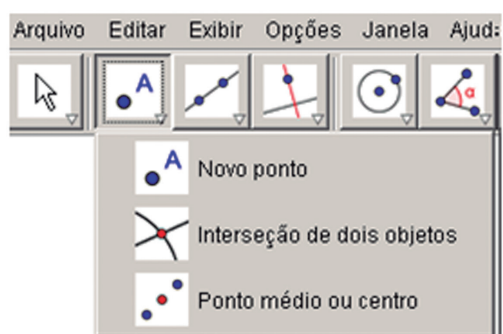 Arquivo Editar Exibir Opções Janela Ajuda
A α
A Novo ponto
Interseção de dois objetos
Ponto médio ou centro